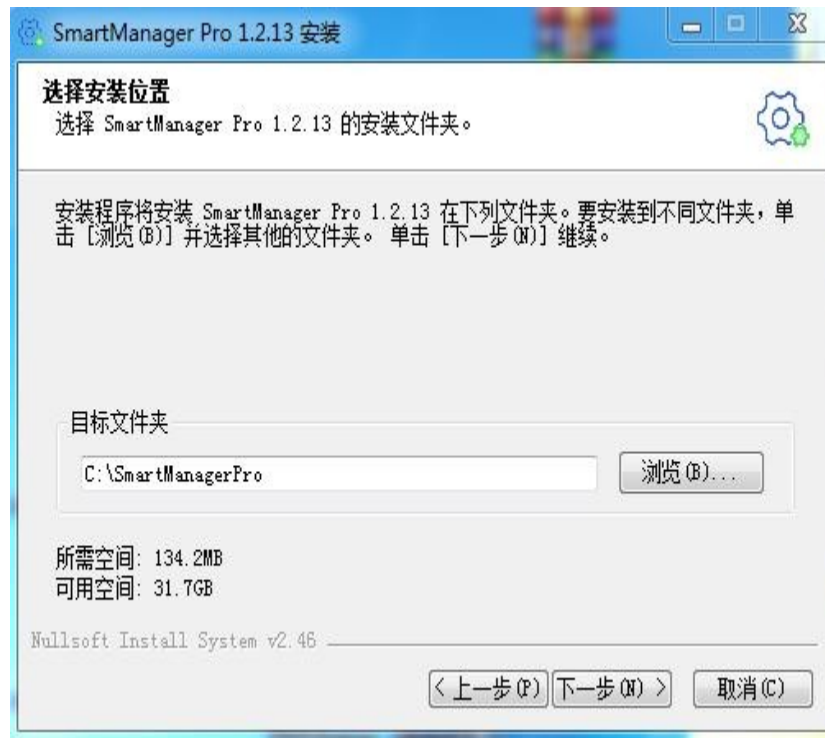 SmartManager Pro 1.2.13 安装
选择安装位置
选择 SmartManager Pro 1.2.13 的安装文件夹。
安装程序将安装 SmartManager Pro 1.2.13 在下列文件夹。要安装到不同文件夹，单
击 [浏览(B)] 并选择其他的文件夹。 单击 [下一步(N)] 继续。
目标文件夹
C:\SmartManagerPro
浏览(B)...
所需空间: 134.2MB
可用空间: 31.7GB
Nullsoft Install System v2.46
< 上一步(P) 下一步(N) > 取消(C)